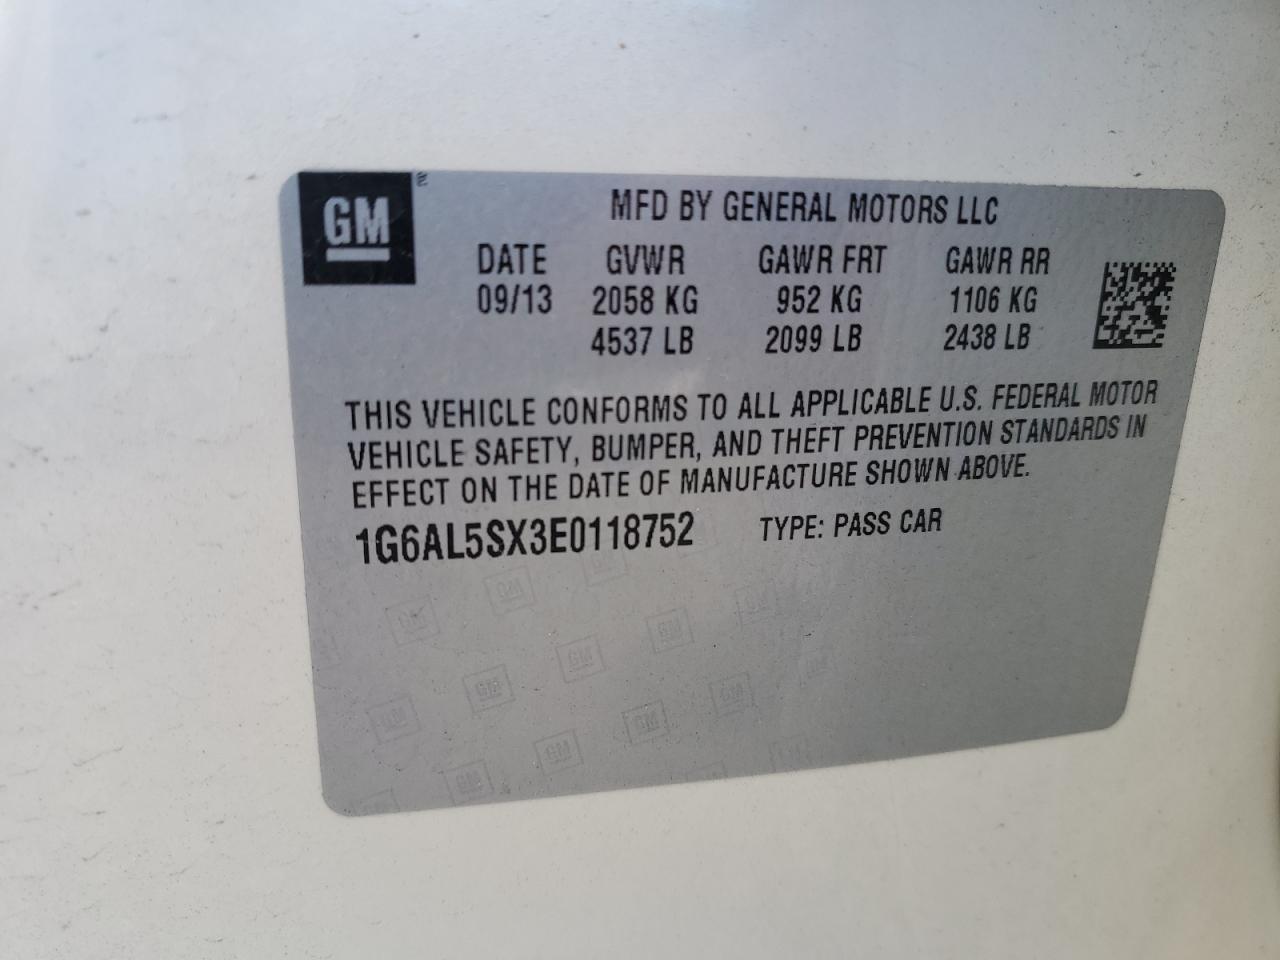 GM
MFD BY GENERAL MOTORS LLC
DATE GVWR GAWR FRT GAWR RR
09/13 2058 KG 952 KG 1106 KG
4537 LB 2099 LB 2438 LB
THIS VEHICLE CONFORMS TO ALL APPLICABLE U.S. FEDERAL MOTOR
VEHICLE SAFETY, BUMPER, AND THEFT PREVENTION STANDARDS IN
EFFECT ON THE DATE OF MANUFACTURE SHOWN ABOVE.
1G6AL5SX3E0118752 TYPE: PASS CAR